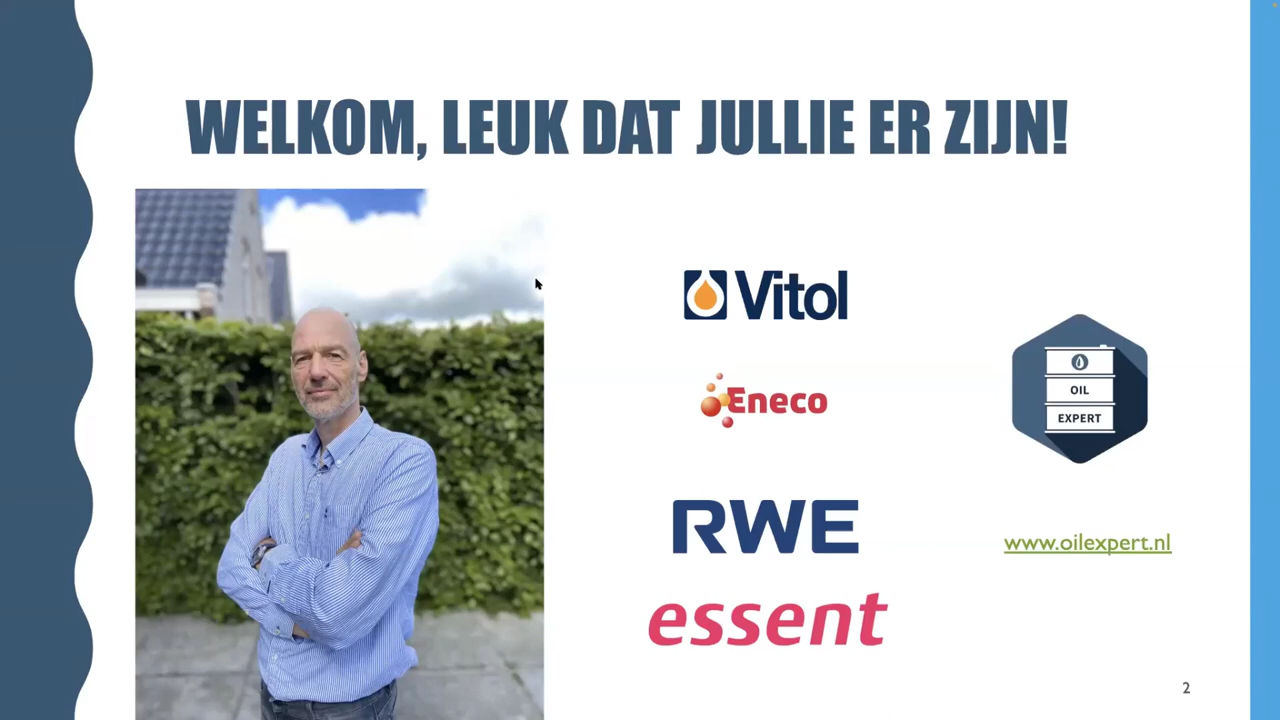 WELKOM, LEUK DAT JULLIE ER ZIJN!
Vitol
Eneco
OIL
EXPERT
RWE
www.oilexpert.nl
essent
2